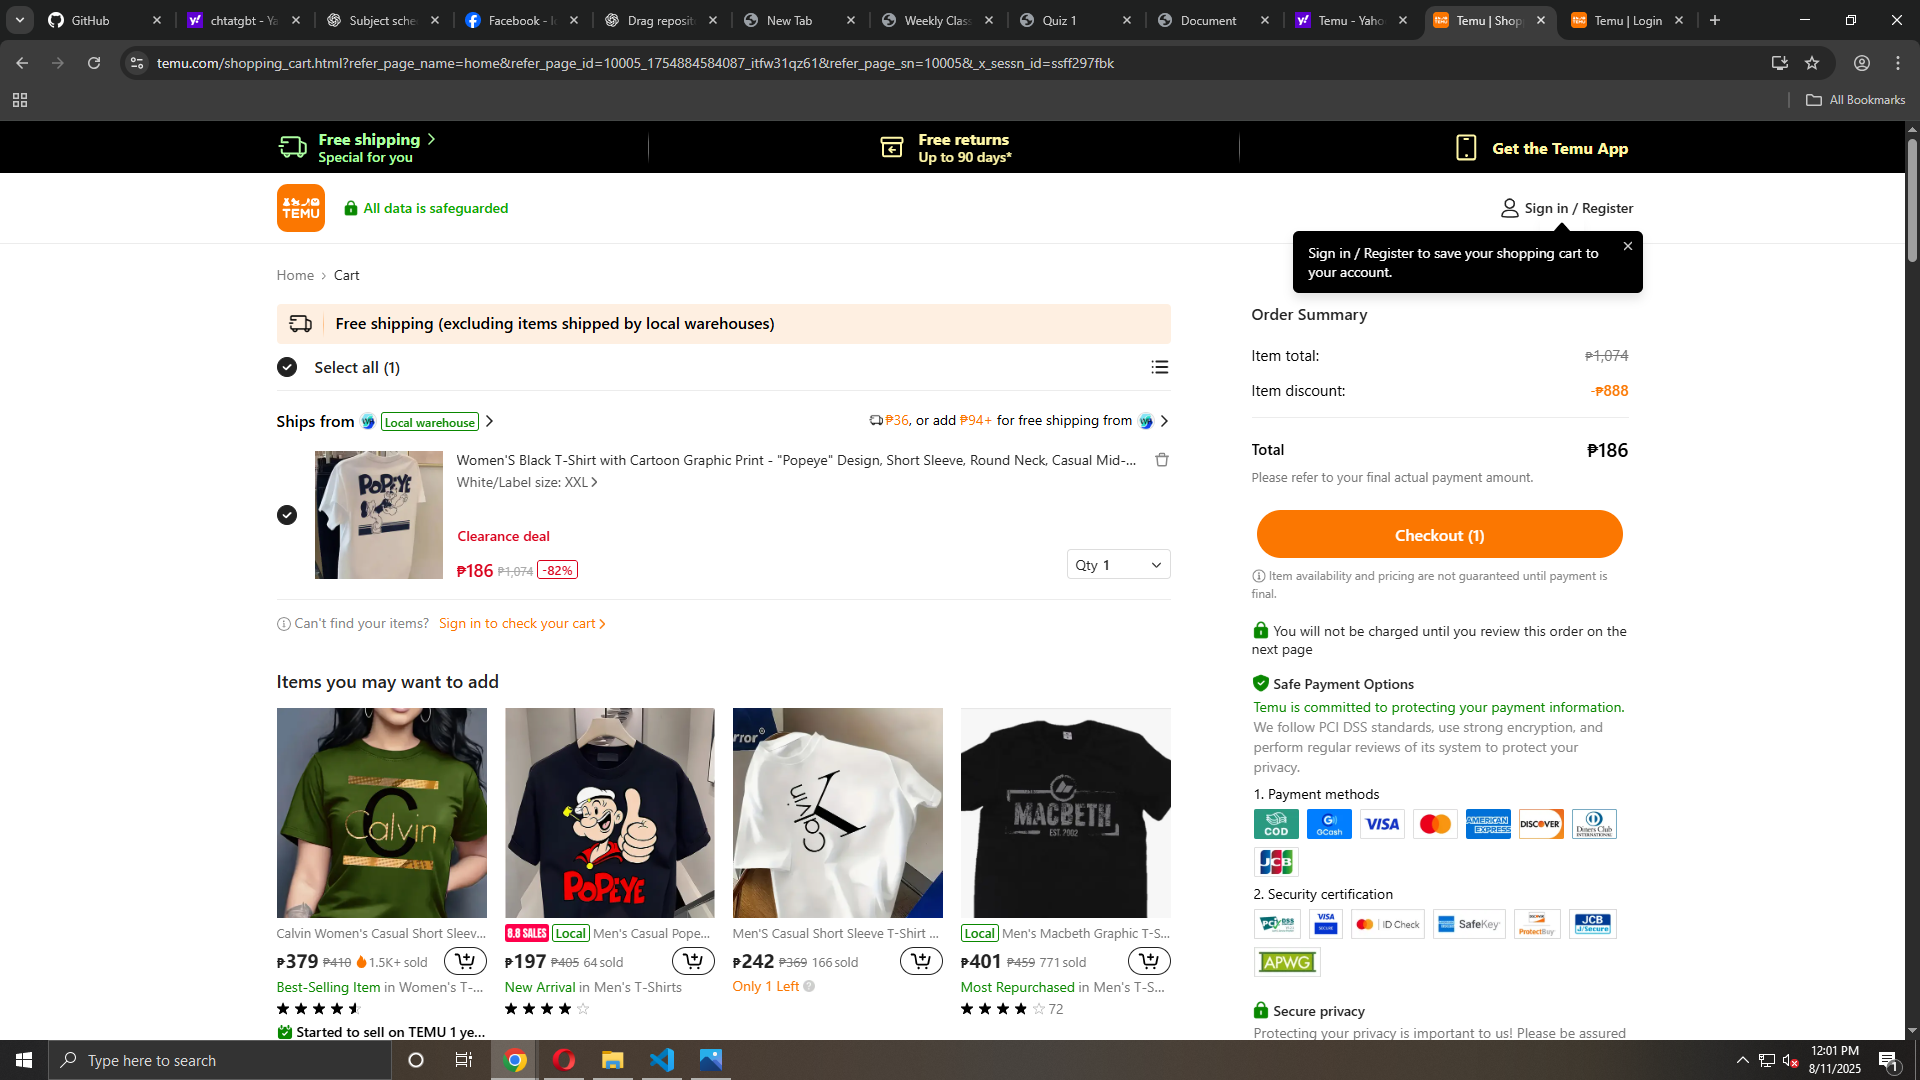 GitHub
chtatgbt - Ya
Subject sche
Facebook - lo
Drag reposit
New Tab
Weekly Class
Quiz 1
Document
Temu - Yaho
Temu | Shop
Temu | Login
temu.com/shopping_cart.html?refer_page_name=home&refer_page_id=10005_1754884584087_itfw31qz61&refer_page_sn=10005&_x_sessn_id=ssff297fbk
All Bookmarks
Free shipping
Special for you
Free returns
Up to 90 days*
Get the Temu App
TEMU
All data is safeguarded
Sign in / Register
Sign in / Register to save your shopping cart to
your account.
Home > Cart
Free shipping (excluding items shipped by local warehouses)
Select all (1)
Ships from Local warehouse
₱36, or add ₱94+ for free shipping from
Women'S Black T-Shirt with Cartoon Graphic Print - "Popeye" Design, Short Sleeve, Round Neck, Casual Mid-...
White/Label size: XXL
POPEYE
Clearance deal
₱186 ₱1,074 -82%
Qty 1
Can't find your items? Sign in to check your cart
Order Summary
Item total: ₱1,074
Item discount: -₱888
Total ₱186
Please refer to your final actual payment amount.
Checkout (1)
Item availability and pricing are not guaranteed until payment is
final.
You will not be charged until you review this order on the
next page
Safe Payment Options
Temu is committed to protecting your payment information.
We follow PCI DSS standards, use strong encryption, and
perform regular reviews of its system to protect your
privacy.
1. Payment methods
COD
GCash
VISA
AMERICAN EXPRESS
DISCOVER
Diners Club INTERNATIONAL
JCB
2. Security certification
PCI DSS
VISA SECURE
ID Check
SafeKey
ProtectBuy
JCB J/Secure
APWG
Secure privacy
Protecting your privacy is important to us! Please be assured
Items you may want to add
Calvin
POPEYE
Calvin
MACBETH
EST. 2002
Calvin Women's Casual Short Sleev...
₱379 ₱410 1.5K+ sold
Best-Selling Item in Women's T-...
Started to sell on TEMU 1 ye...
8.8 SALES Local Men's Casual Pope...
₱197 ₱405 64 sold
New Arrival in Men's T-Shirts
Men'S Casual Short Sleeve T-Shirt ...
₱242 ₱369 166 sold
Only 1 Left
Local Men's Macbeth Graphic T-S...
₱401 ₱459 771 sold
Most Repurchased in Men's T-S...
72
Type here to search
12:01 PM
8/11/2025
1